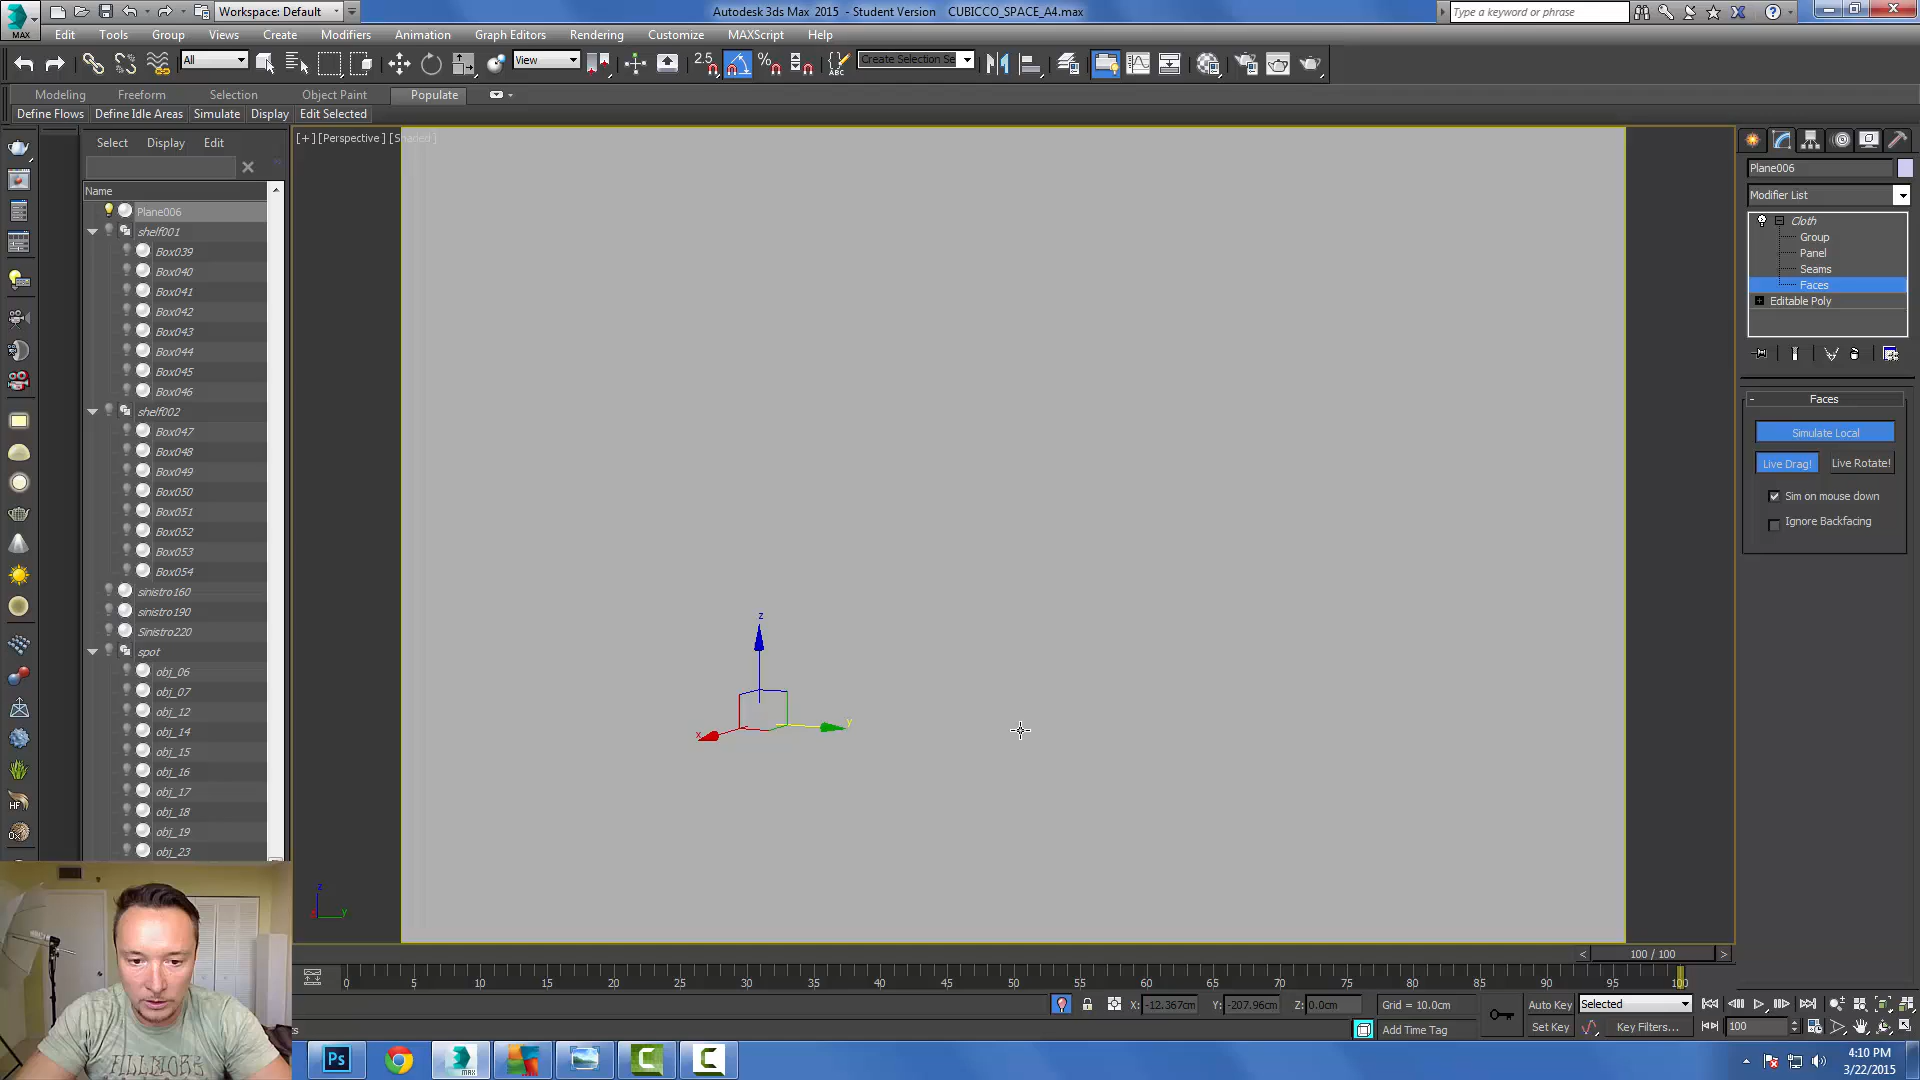 Workspace: Default
Autodesk 3ds Max 2015 - Student Version CUBICCO_SPACE_A4.max
Type a keyword or phrase
MAX
Edit Tools Group Views Create Modifiers Animation Graph Editors Rendering Customize MAXScript Help
All
View
2.5
ABC
Create Selection Se
Modeling Freeform Selection Object Paint Populate
Define Flows Define Idle Areas Simulate Display Edit Selected
Select Display Edit
[+] [Perspective] [Shaded]
Name
Plane006
shelf001
Box039
Box040
Box041
Box042
Box043
Box044
Box045
Box046
shelf002
Box047
Box048
Box049
Box050
Box051
Box052
Box053
Box054
sinistro160
sinistro190
Sinistro220
spot
obj_06
obj_07
obj_12
obj_14
obj_15
obj_16
obj_17
obj_18
obj_19
obj_23
z
y
x
z
y
Plane006
Modifier List
Cloth
Group
Panel
Seams
Faces
Editable Poly
Faces
Simulate Local
Live Drag! Live Rotate!
Sim on mouse down
Ignore Backfacing
100 / 100
0 5 10 15 20 25 30 35 40 45 50 55 60 65 70 75 80 85 90 95 100
X: -12.367cm Y: -207.96cm Z: 0.0cm Grid = 10.0cm
Auto Key Selected
Add Time Tag
Set Key Key Filters... 100
Ps
MAX
4:10 PM
3/22/2015